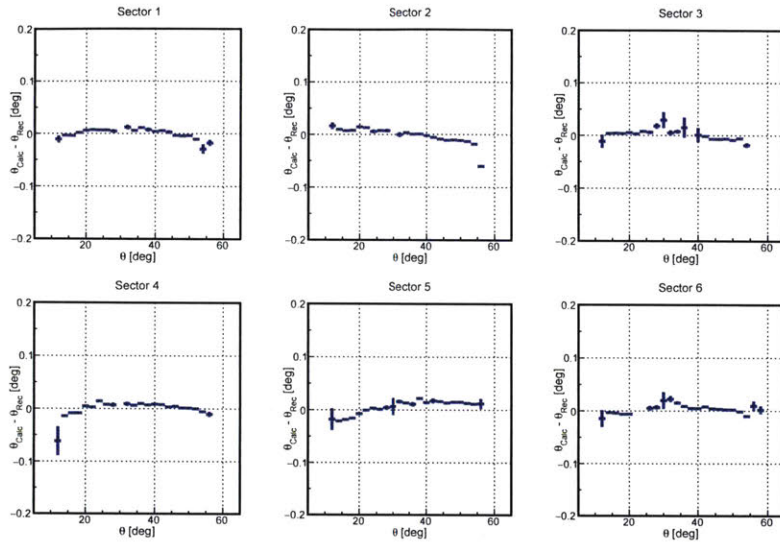 Sector 1
Sector 2
Sector 3
0.2
0.1
0
−0.1
−0.2
θCalc - θRec [deg]
20
40
60
θ [deg]
0.2
0.1
0
−0.1
−0.2
θCalc - θRec [deg]
20
40
60
θ [deg]
0.2
0.1
0
−0.1
−0.2
θCalc - θRec [deg]
20
40
60
θ [deg]
Sector 4
Sector 5
Sector 6
0.2
0.1
0
−0.1
−0.2
θCalc - θRec [deg]
20
40
60
θ [deg]
0.2
0.1
0
−0.1
−0.2
θCalc - θRec [deg]
20
40
60
θ [deg]
0.2
0.1
0
−0.1
−0.2
θCalc - θRec [deg]
20
40
60
θ [deg]